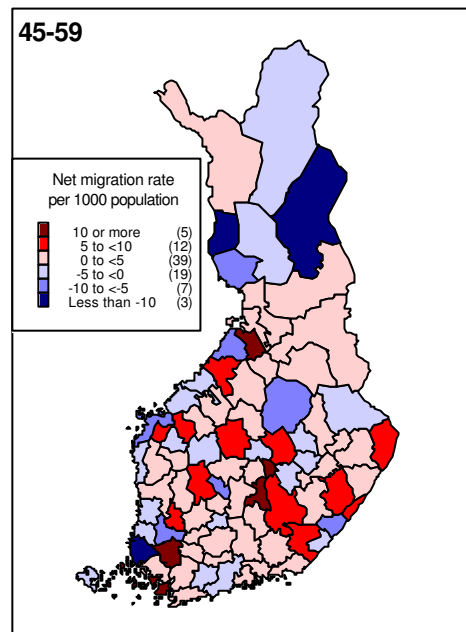 45-59
Net migration rate
per 1000 population
10 or more (5)
5 to <10 (12)
0 to <5 (39)
-5 to <0 (19)
-10 to <-5 (7)
Less than -10 (3)